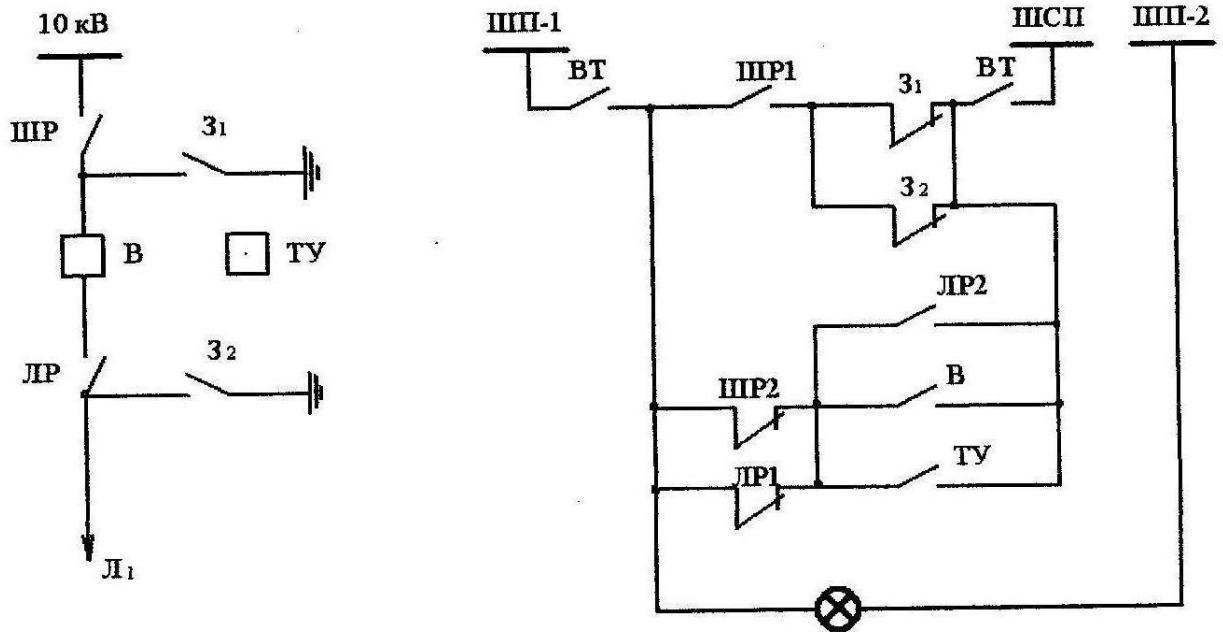 10 кВ
ШР
З₁
В
ТУ
ЛР
З₂
Л₁
ШП-1
ШСП
ШП-2
ВТ
ШР1
З₁
ВТ
З₂
ЛР2
ШР2
В
ЛР1
ТУ